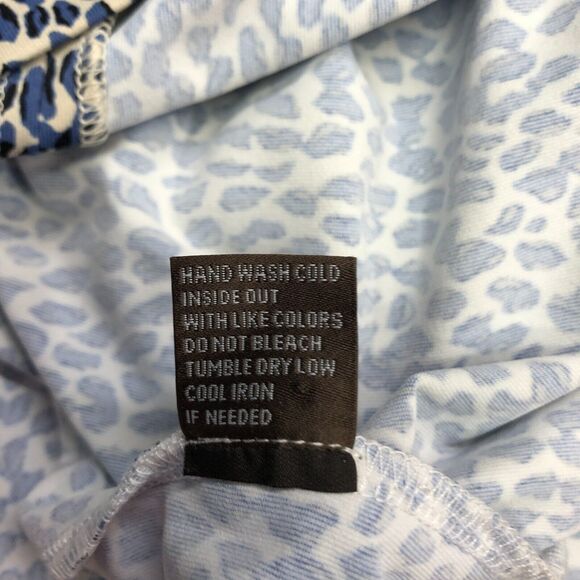 HAND WASH COLD
INSIDE OUT
WITH LIKE COLORS
DO NOT BLEACH
TUMBLE DRY LOW
COOL IRON
IF NEEDED